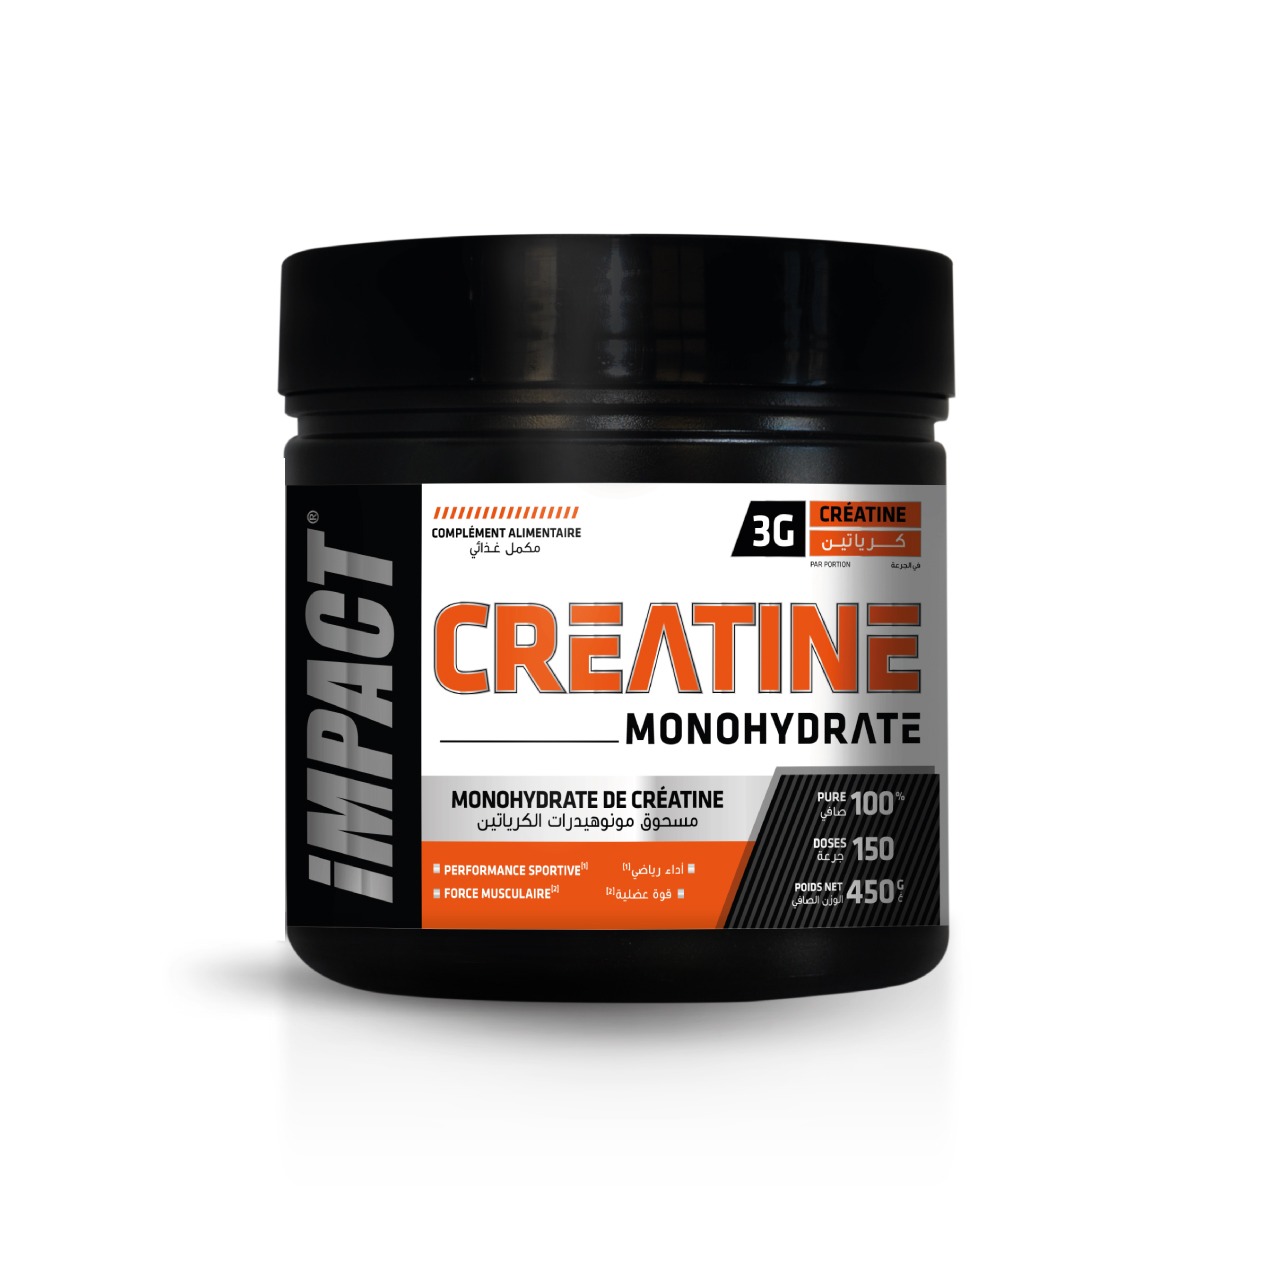 iMPACT®
COMPLÉMENT ALIMENTAIRE
مكمل غذائي
3G
CRÉATINE
كرياتين
PAR PORTION
في الجرعة
CREATINE
MONOHYDRATE
MONOHYDRATE DE CRÉATINE
مسحوق مونوهيدرات الكرياتين
PERFORMANCE SPORTIVE[1]
أداء رياضي[1]
FORCE MUSCULAIRE[2]
قوة عضلية[2]
PURE 100%
صافي
DOSES 150
جرعة
POIDS NET 450 G
الوزن الصافي غ